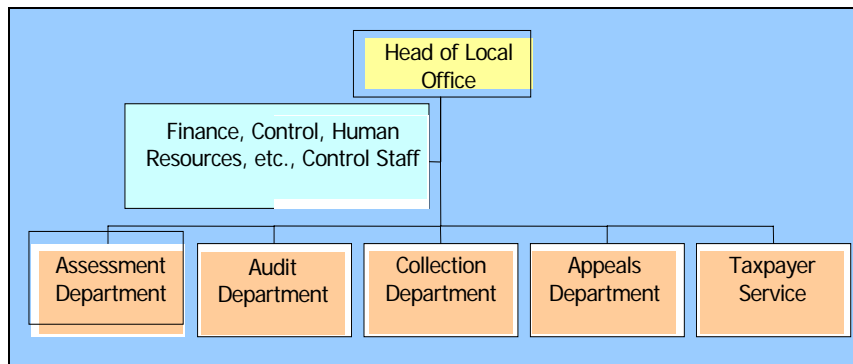 Head of Local
Office
Finance, Control, Human
Resources, etc., Control Staff
Assessment
Department
Audit
Department
Collection
Department
Appeals
Department
Taxpayer
Service